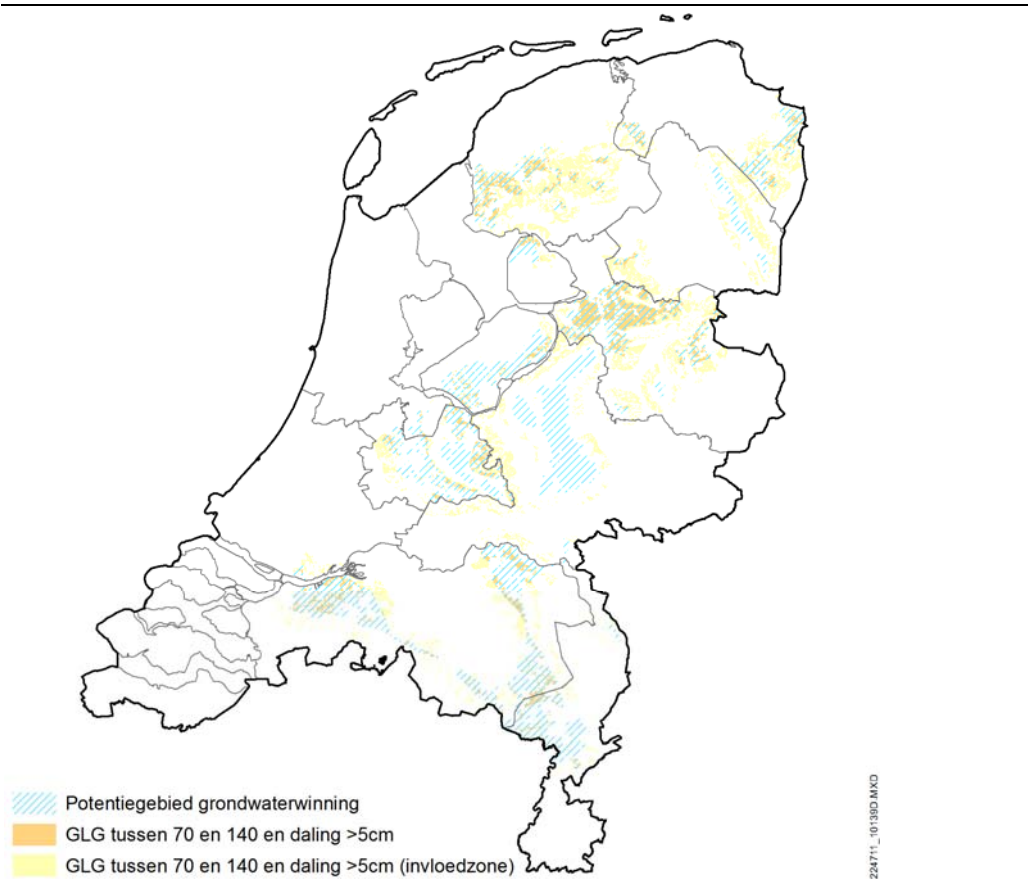 Potentiegebied grondwaterwinning
GLG tussen 70 en 140 en daling >5cm
GLG tussen 70 en 140 en daling >5cm (invloedzone)
224711_10139D.MXD